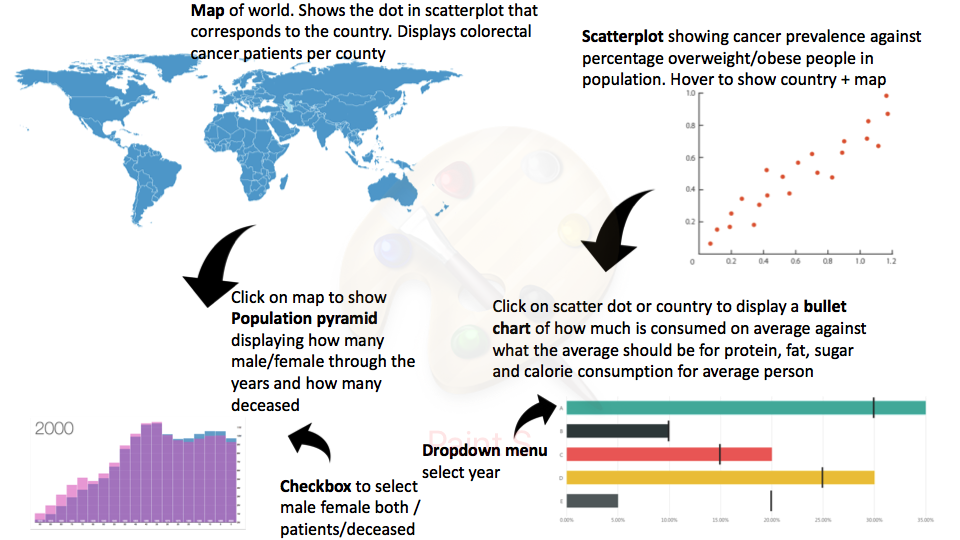 Map of world. Shows the dot in scatterplot that
corresponds to the country. Displays colorectal
cancer patients per county
Scatterplot showing cancer prevalence against
percentage overweight/obese people in
population. Hover to show country + map
1.0
0.8
0.6
0.4
0.2
0 0.2 0.4 0.6 0.8 1.0 1.2
Click on map to show
Population pyramid
displaying how many
male/female through the
years and how many
deceased
Click on scatter dot or country to display a bullet
chart of how much is consumed on average against
what the average should be for protein, fat, sugar
and calorie consumption for average person
2000
Dropdown menu
select year
Checkbox to select
male female both /
patients/deceased
Paint S
A
B
C
D
E
0.00% 5.00% 10.00% 15.00% 20.00% 25.00% 30.00% 35.00%